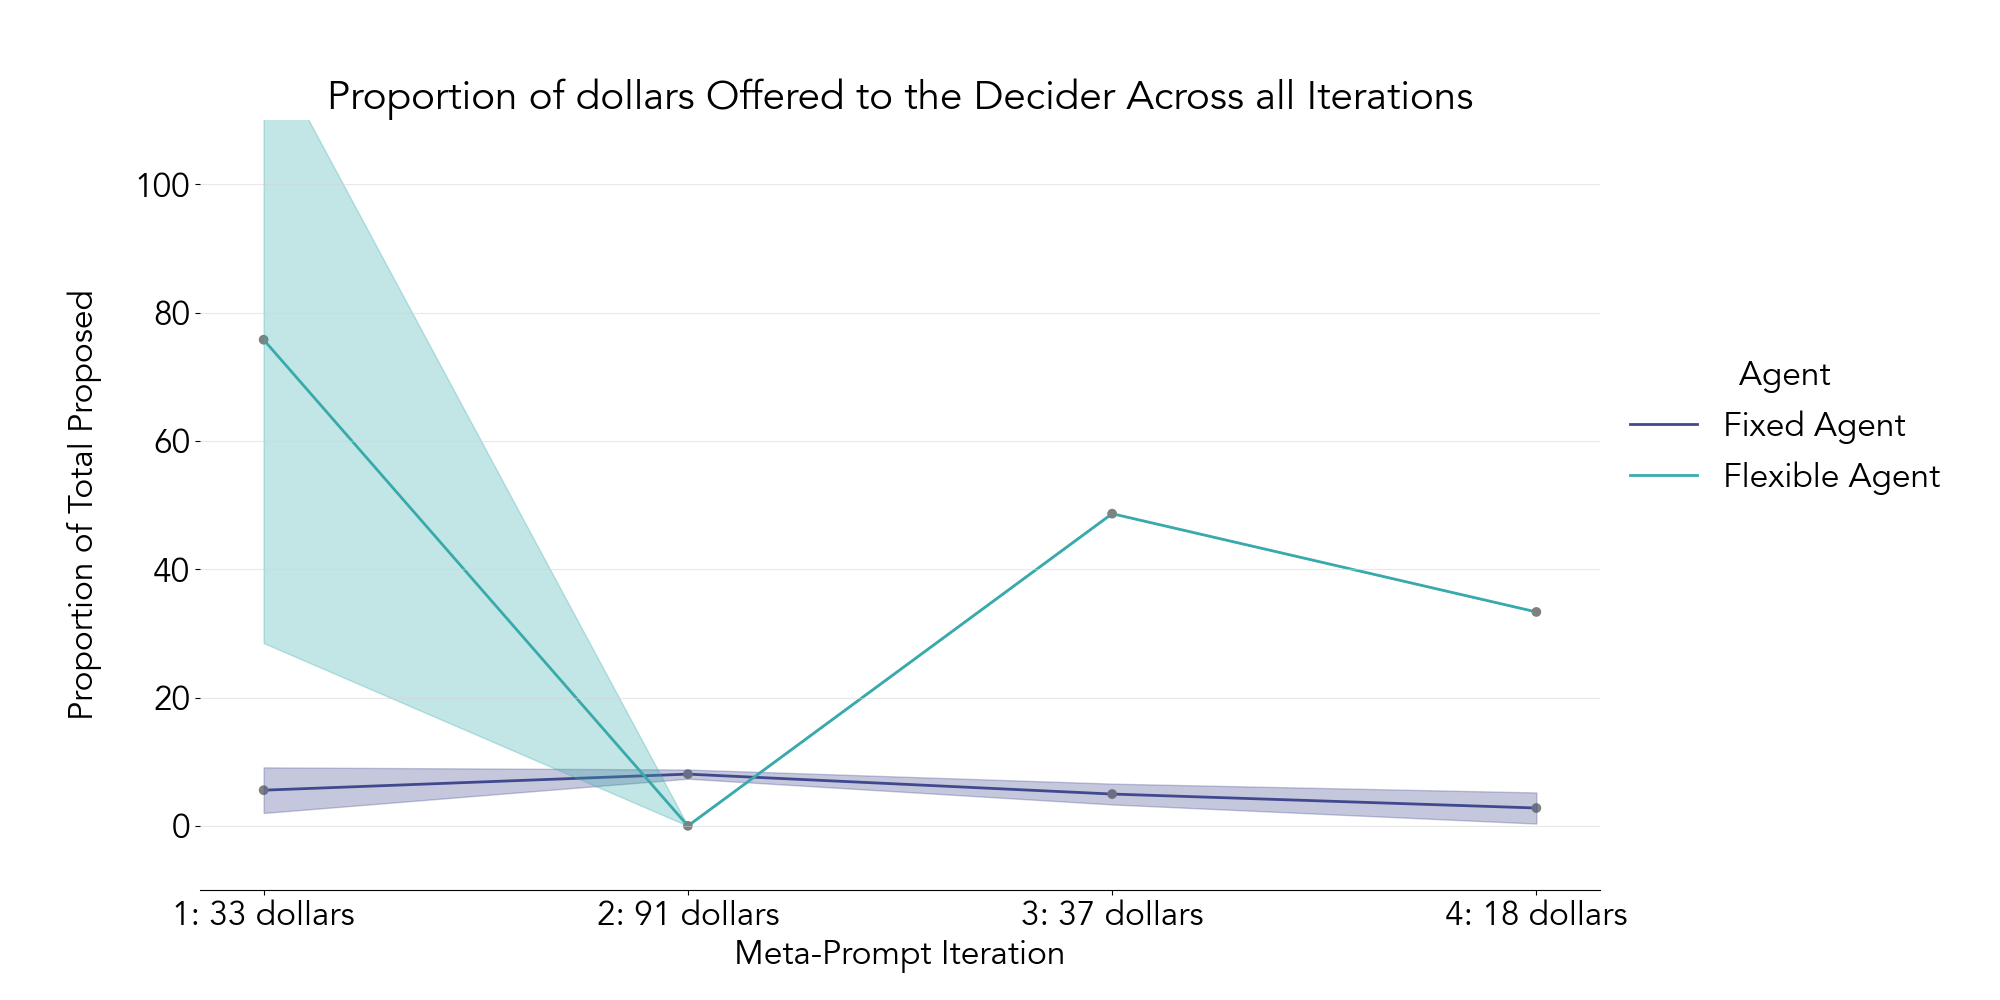 Proportion of dollars Offered to the Decider Across all Iterations
100
80
60
40
20
0
Proportion of Total Proposed
1: 33 dollars
2: 91 dollars
3: 37 dollars
4: 18 dollars
Meta-Prompt Iteration
Agent
Fixed Agent
Flexible Agent